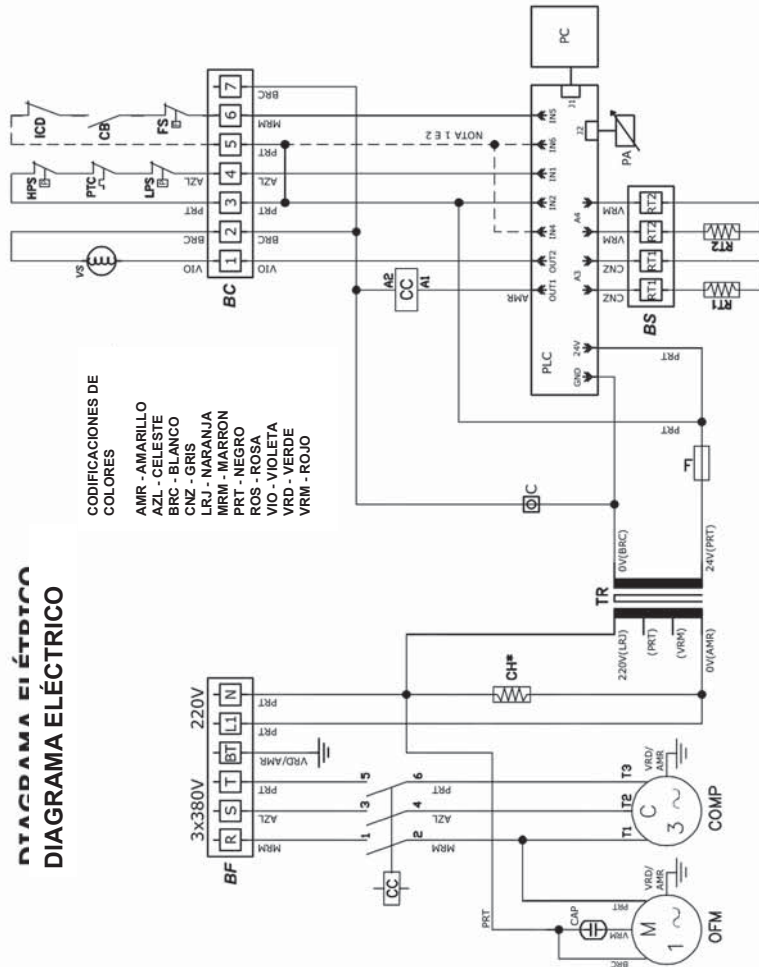 DIAGRAMA ELÉTRICO
DIAGRAMA ELÉCTRICO
CODIFICACIONES DE
COLORES
AMR - AMARILLO
AZL - CELESTE
BRC - BLANCO
CNZ - GRIS
LRJ - NARANJA
MRM - MARRON
PRT - NEGRO
ROS - ROSA
VIO - VIOLETA
VRD - VERDE
VRM - ROJO
3x380V 220V
BF R S T BT L1 N
MRM AZL PRT VRD/AMR PRT PRT
1 3 5
CC
2 4 6
MRM AZL PRT
CH*
PRT
T1 T2 T3
CAP
BRC VRM PRT
VRD/
AMR
VRD/
AMR
M
1 ~
OFM
C
3 ~
COMP
TR
220V(LRJ)
(PRT)
(VRM)
0V(AMR)
0V(BRC)
24V(PRT)
C
F
PRT
PRT
VS
HPS
PTC
LPS
ICD
CB
FS
VIO BRC PRT AZL
BC 1 2 3 4 5 6 7
VIO BRC PRT AZL PRT MRM BRC
A2
CC
A1
AMR
NOTA 1 E 2
GND 24V OUT1 OUT2 IN4 IN2 IN1 IN6 IN5
PLC
A3 A4
J2 J1
PC
PA
CNZ CNZ VRM VRM
BS RT1 RT1 RT2 RT2
RT1 RT2